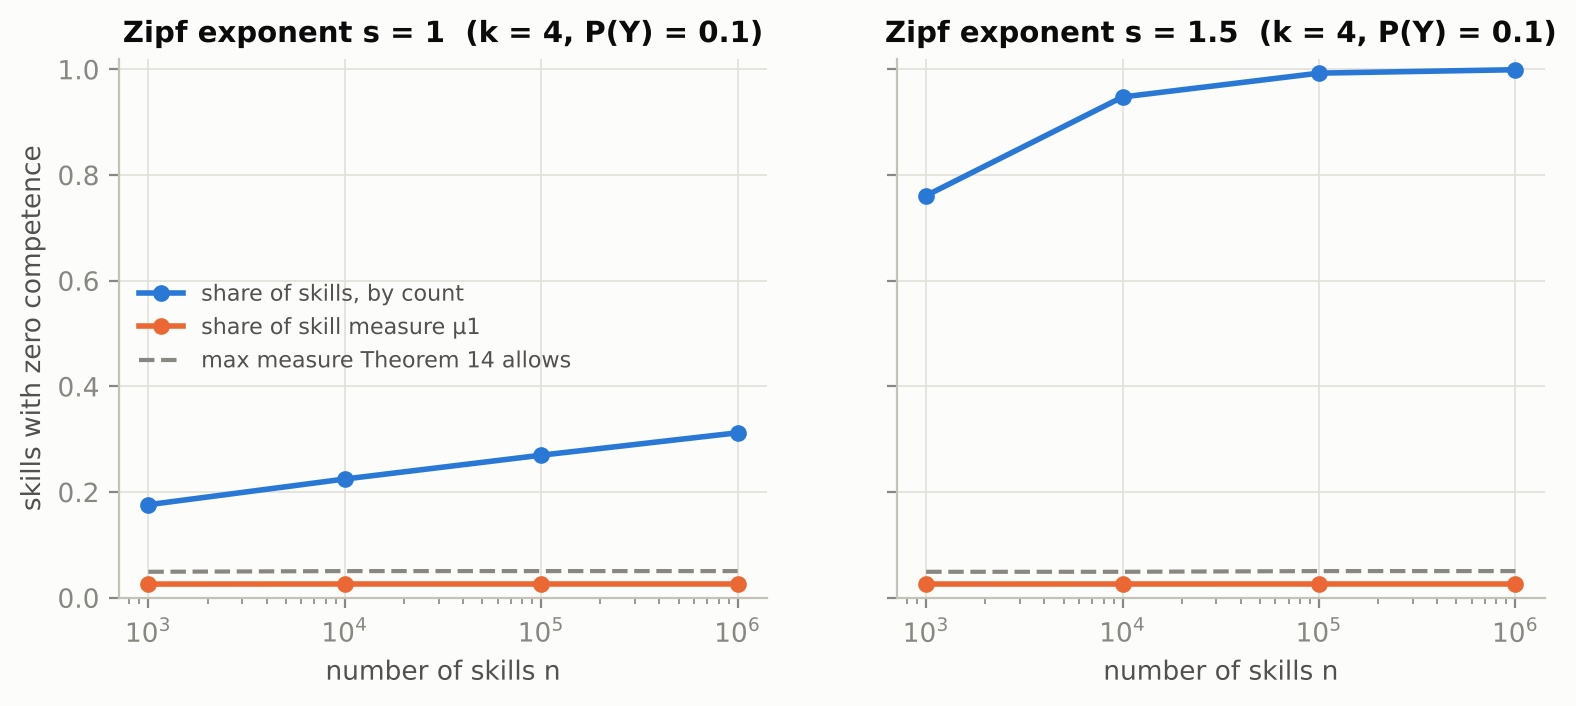 Zipf exponent s = 1 (k = 4, P(Y) = 0.1)
skills with zero competence
1.0
0.8
0.6
0.4
0.2
0.0
share of skills, by count
share of skill measure µ1
max measure Theorem 14 allows
10³
10⁴
10⁵
10⁶
number of skills n
Zipf exponent s = 1.5 (k = 4, P(Y) = 0.1)
10³
10⁴
10⁵
10⁶
number of skills n